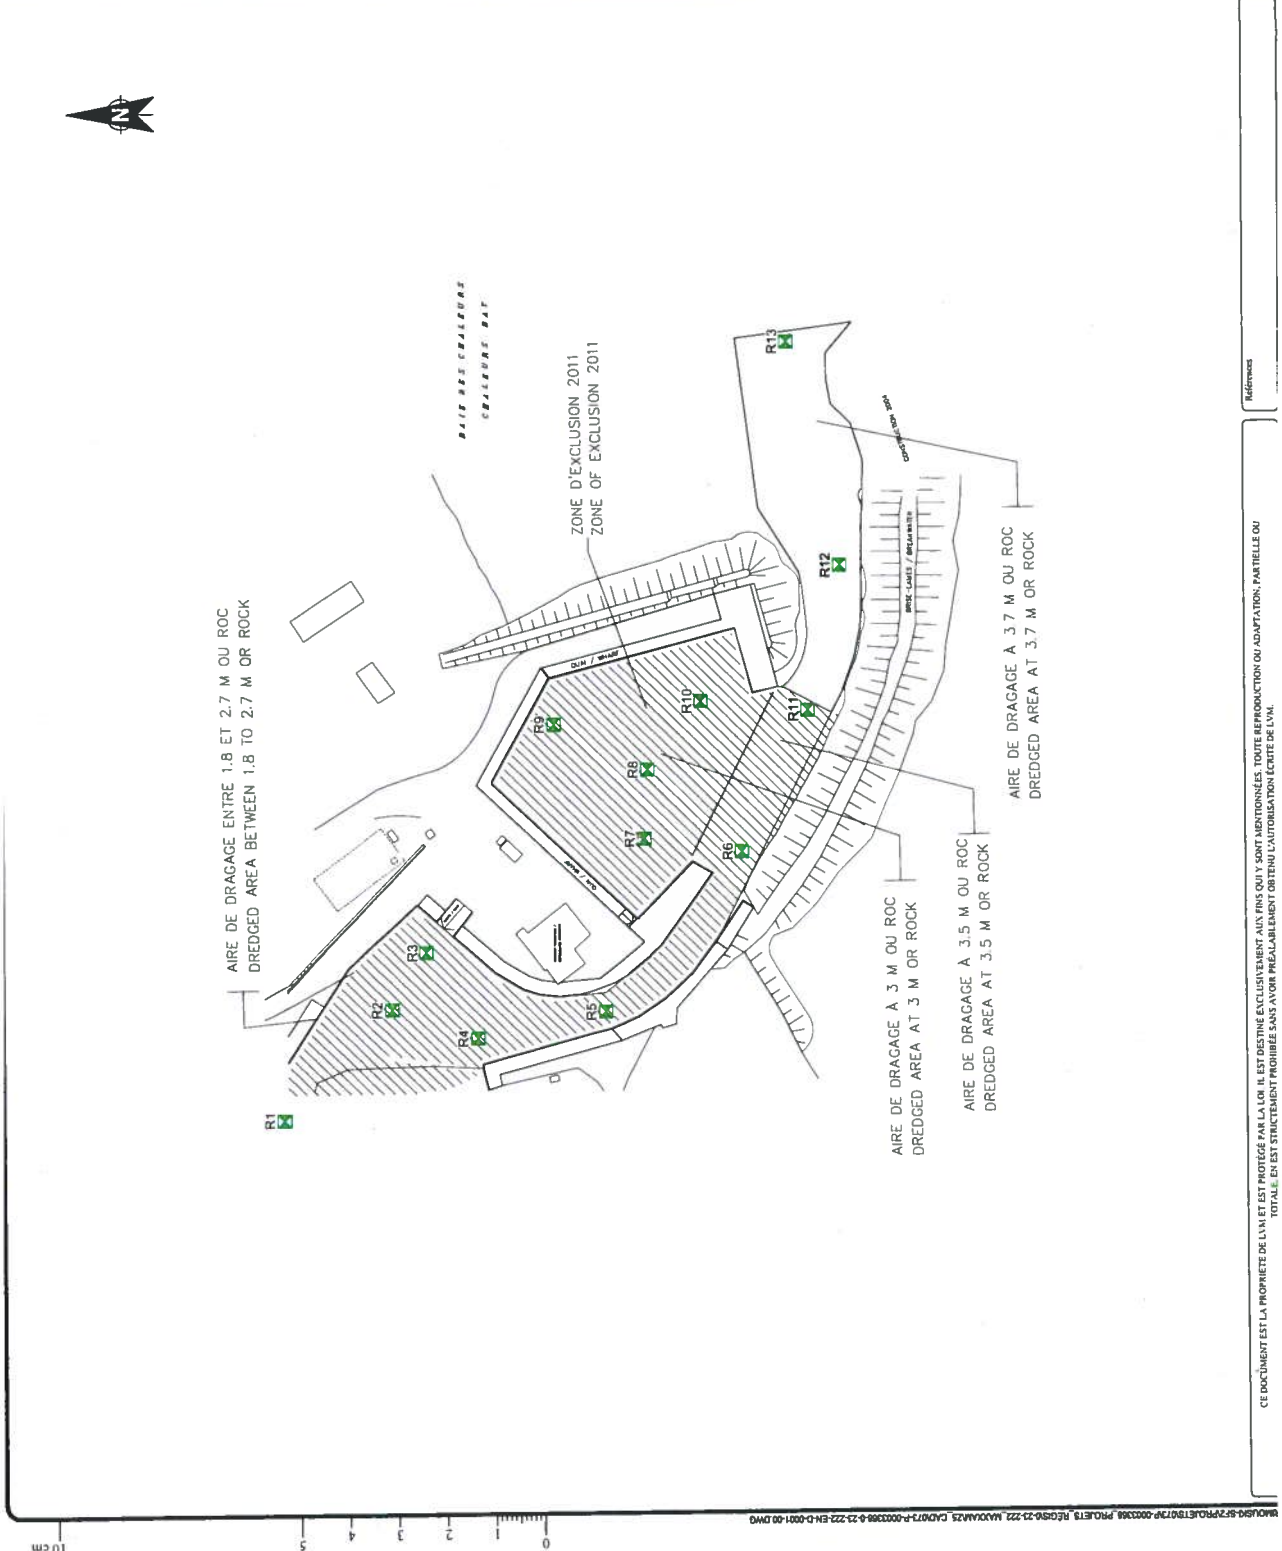 N
BAIE DES CHALEURS
CHALEURS BAY
AIRE DE DRAGAGE ENTRE 1.8 ET 2.7 M OU ROC
DREDGED AREA BETWEEN 1.8 TO 2.7 M OR ROCK
ZONE D'EXCLUSION 2011
ZONE OF EXCLUSION 2011
R1
R2
R3
R4
R5
R6
R7
R8
R9
R10
R11
R12
R13
QUAI / WHARF
QUAI / WHARF
CONSTRUCTION 2004
BRISE-LAMES / BREAKWATER
AIRE DE DRAGAGE À 3 M OU ROC
DREDGED AREA AT 3 M OR ROCK
AIRE DE DRAGAGE À 3.5 M OU ROC
DREDGED AREA AT 3.5 M OR ROCK
AIRE DE DRAGAGE À 3.7 M OU ROC
DREDGED AREA AT 3.7 M OR ROCK
10 cm
5
4
3
2
1
0
Références
CE DOCUMENT EST LA PROPRIÉTÉ DE LVM ET EST PROTÉGÉ PAR LA LOI. IL EST DESTINÉ EXCLUSIVEMENT AUX FINS QUI Y SONT MENTIONNÉES. TOUTE REPRODUCTION OU ADAPTATION, PARTIELLE OU
TOTALE, EN EST STRICTEMENT PROHIBÉE SANS AVOIR PRÉALABLEMENT OBTENU L'AUTORISATION ÉCRITE DE LVM.